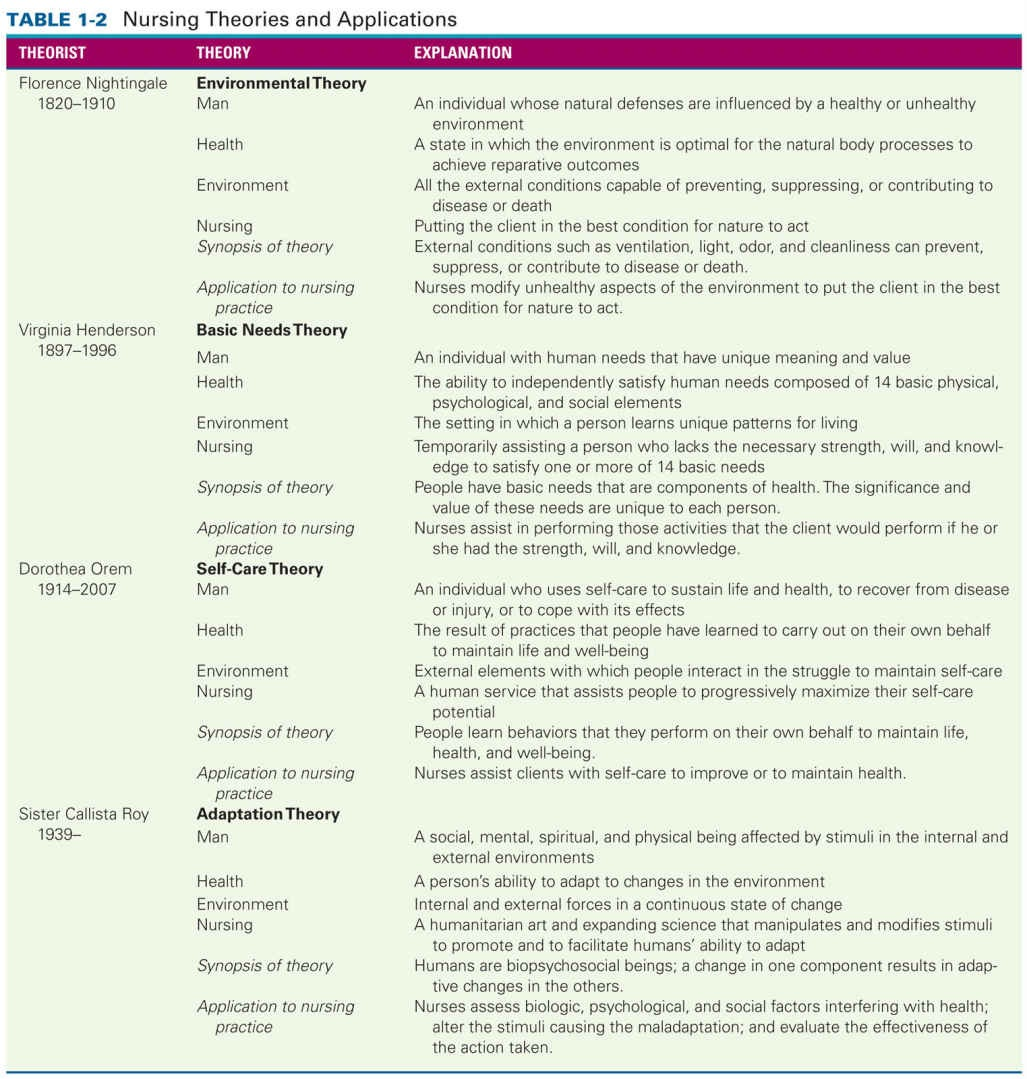 TABLE 1-2 Nursing Theories and Applications
THEORIST THEORY EXPLANATION
Florence Nightingale Environmental Theory
1820–1910 Man An individual whose natural defenses are influenced by a healthy or unhealthy
environment
Health A state in which the environment is optimal for the natural body processes to
achieve reparative outcomes
Environment All the external conditions capable of preventing, suppressing, or contributing to
disease or death
Nursing Putting the client in the best condition for nature to act
Synopsis of theory External conditions such as ventilation, light, odor, and cleanliness can prevent,
suppress, or contribute to disease or death.
Application to nursing Nurses modify unhealthy aspects of the environment to put the client in the best
practice condition for nature to act.
Virginia Henderson Basic Needs Theory
1897–1996 Man An individual with human needs that have unique meaning and value
Health The ability to independently satisfy human needs composed of 14 basic physical,
psychological, and social elements
Environment The setting in which a person learns unique patterns for living
Nursing Temporarily assisting a person who lacks the necessary strength, will, and knowl-
edge to satisfy one or more of 14 basic needs
Synopsis of theory People have basic needs that are components of health. The significance and
value of these needs are unique to each person.
Application to nursing Nurses assist in performing those activities that the client would perform if he or
practice she had the strength, will, and knowledge.
Dorothea Orem Self-Care Theory
1914–2007 Man An individual who uses self-care to sustain life and health, to recover from disease
or injury, or to cope with its effects
Health The result of practices that people have learned to carry out on their own behalf
to maintain life and well-being
Environment External elements with which people interact in the struggle to maintain self-care
Nursing A human service that assists people to progressively maximize their self-care
potential
Synopsis of theory People learn behaviors that they perform on their own behalf to maintain life,
health, and well-being.
Application to nursing Nurses assist clients with self-care to improve or to maintain health.
practice
Sister Callista Roy Adaptation Theory
1939– Man A social, mental, spiritual, and physical being affected by stimuli in the internal and
external environments
Health A person's ability to adapt to changes in the environment
Environment Internal and external forces in a continuous state of change
Nursing A humanitarian art and expanding science that manipulates and modifies stimuli
to promote and to facilitate humans' ability to adapt
Synopsis of theory Humans are biopsychosocial beings; a change in one component results in adap-
tive changes in the others.
Application to nursing Nurses assess biologic, psychological, and social factors interfering with health;
practice alter the stimuli causing the maladaptation; and evaluate the effectiveness of
the action taken.